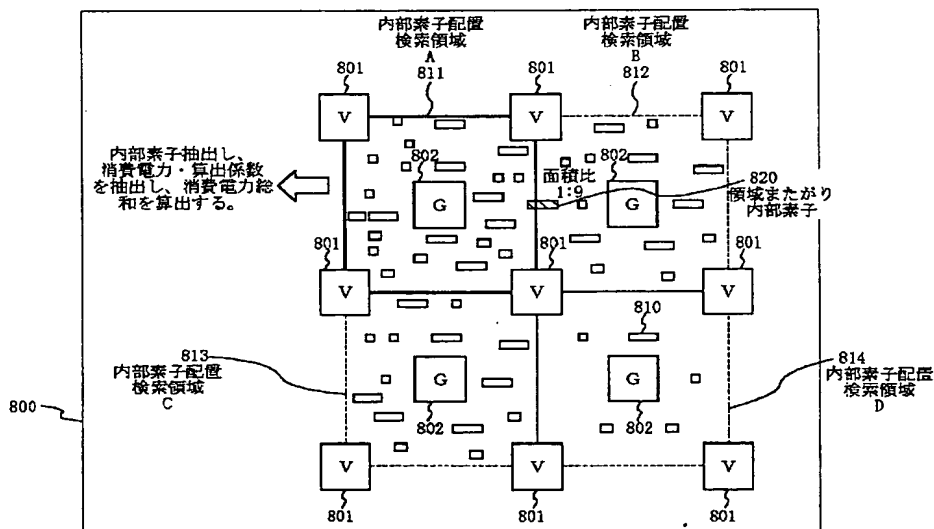 内部素子配置
検索領域
A
内部素子配置
検索領域
B
801
811
801
812
801
V
V
V
内部素子抽出し、
消費電力・算出係数
を抽出し、消費電力総
和を算出する。
802
G
面積比
1:9
802
G
820
領域またがり
内部素子
801
801
801
V
V
V
810
813
内部素子配置
検索領域
C
G
802
G
802
814
内部素子配置
検索領域
D
800
V
V
V
801
801
801